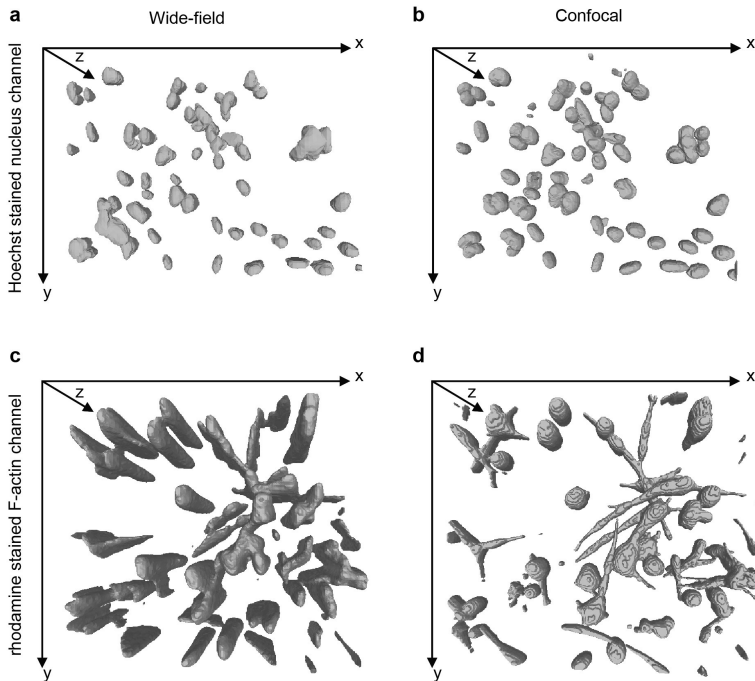 a
Wide-field
b
Confocal
x
z
y
x
z
y
Hoechst stained nucleus channel
c
d
x
z
y
x
z
y
rhodamine stained F-actin channel